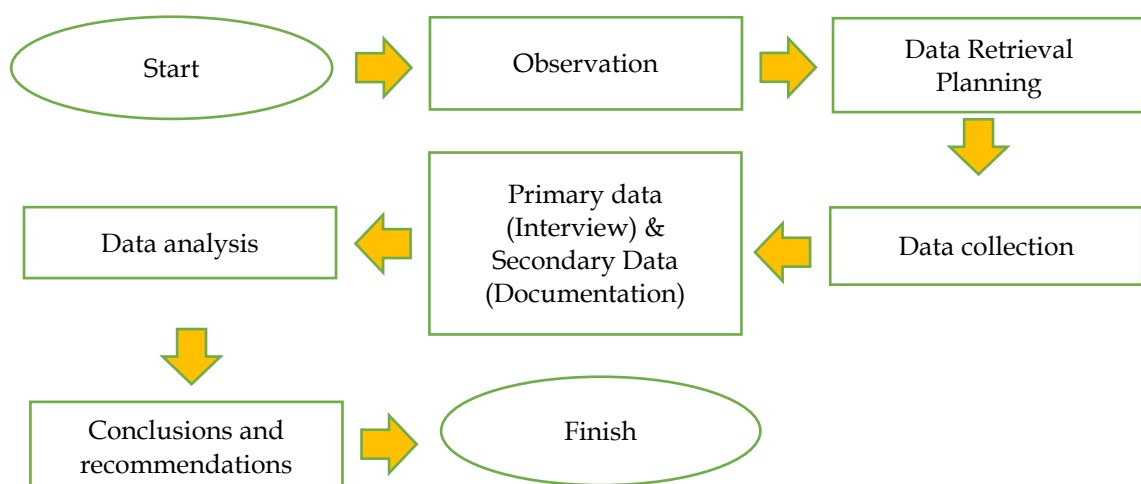 Start
Observation
Data Retrieval
Planning
Data collection
Primary data
(Interview) &
Secondary Data
(Documentation)
Data analysis
Conclusions and
recommendations
Finish